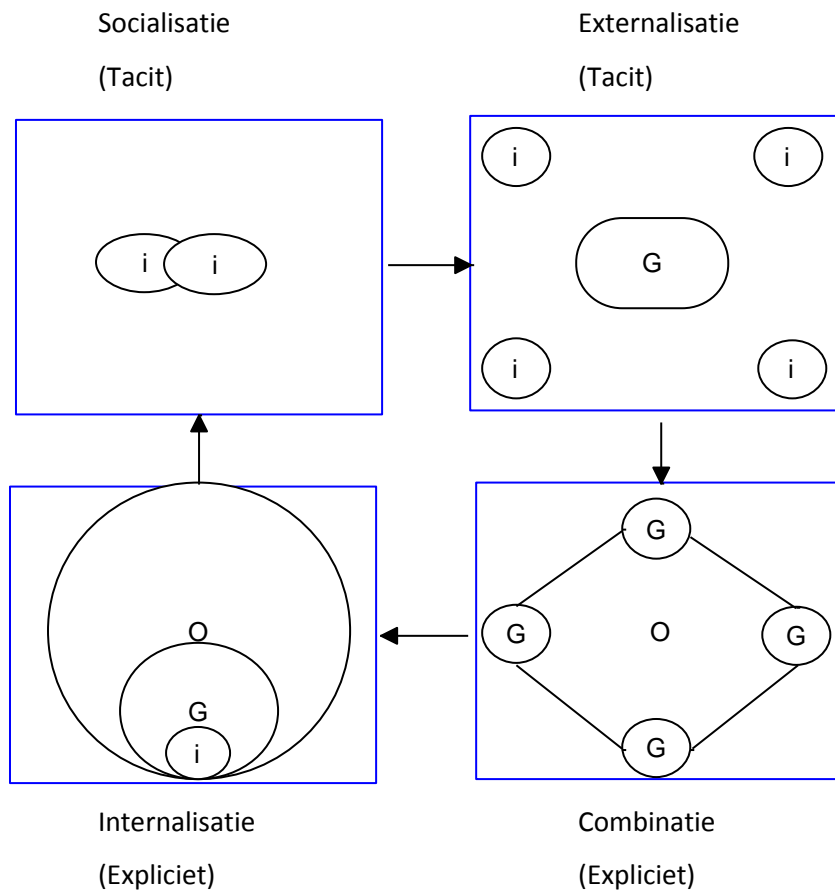 Socialisatie
(Tacit)
Externalisatie
(Tacit)
i i
i i
G
i i
O
G
i
G
G O G
G
Internalisatie
(Expliciet)
Combinatie
(Expliciet)